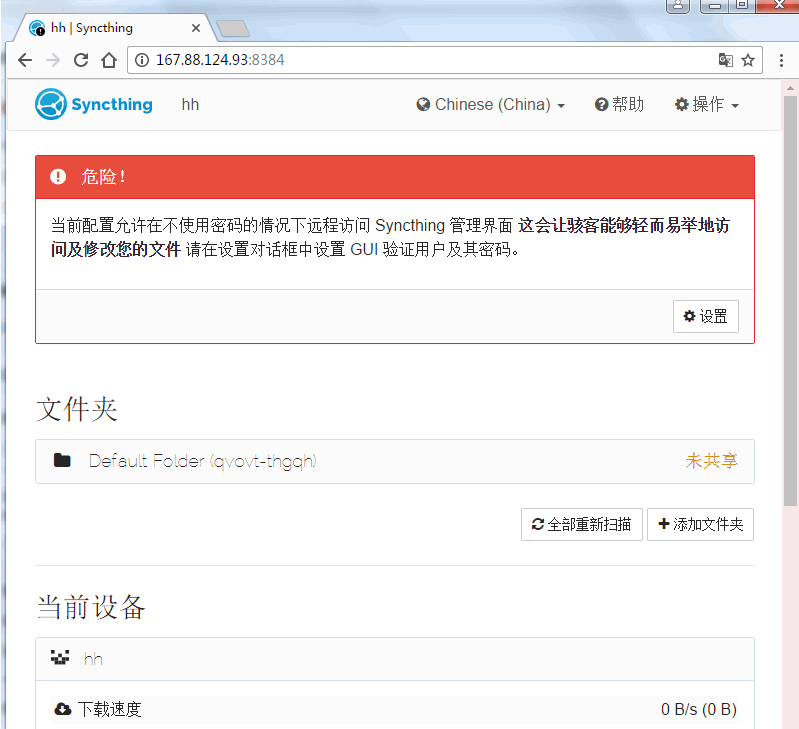 hh | Syncthing
167.88.124.93:8384
Syncthing hh Chinese (China) 帮助 操作
危险!
当前配置允许在不使用密码的情况下远程访问 Syncthing 管理界面 这会让骇客能够轻而易举地访
问及修改您的文件 请在设置对话框中设置 GUI 验证用户及其密码。
设置
文件夹
Default Folder (qvovt-thgqh) 未共享
全部重新扫描 添加文件夹
当前设备
hh
下载速度 0 B/s (0 B)